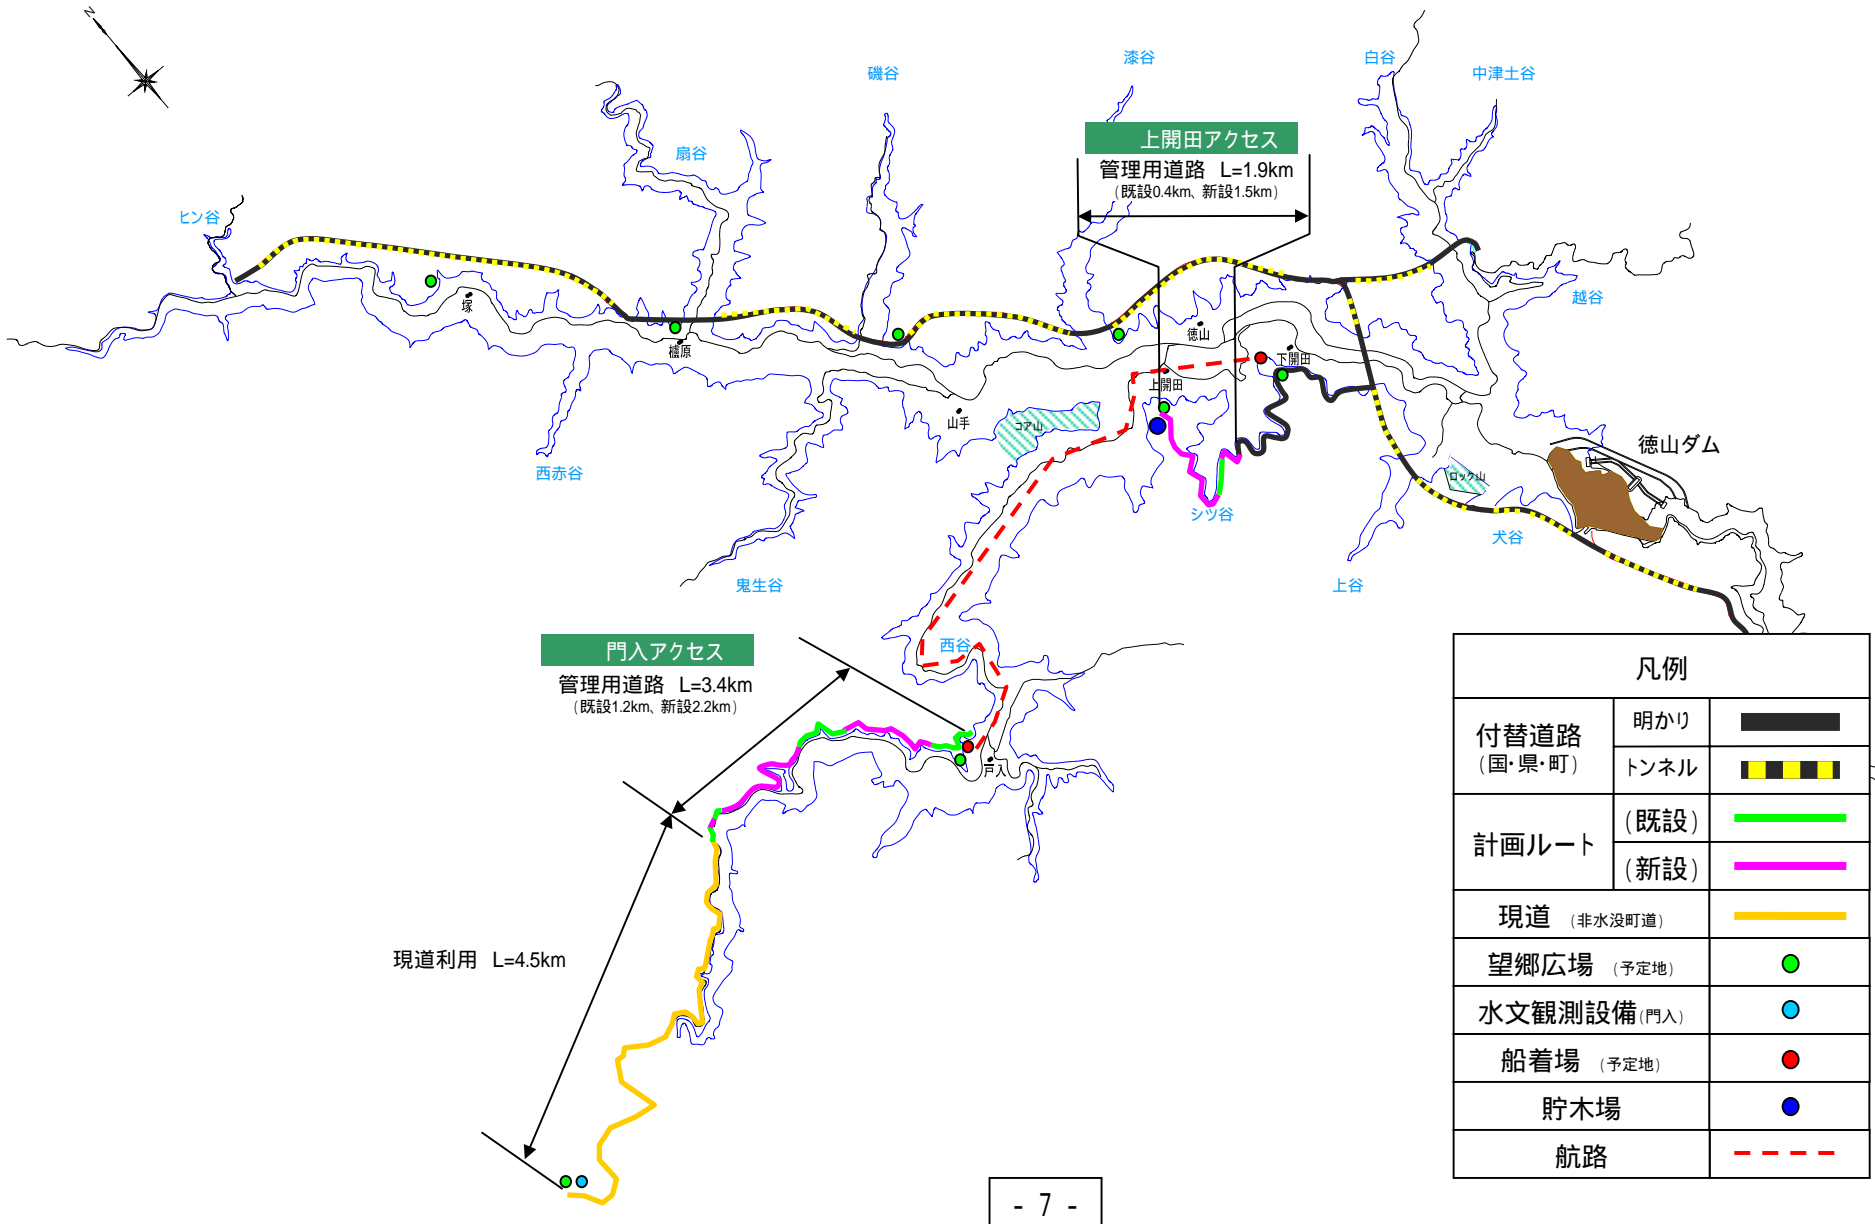 N
磯谷
漆谷
白谷
中津土谷
扇谷
ヒン谷
上開田アクセス
管理用道路 L=1.9km
(既設0.4km、新設1.5km)
越谷
塚
櫨原
徳山
下開田
上開田
山手
コア山
西赤谷
シツ谷
ロック山
徳山ダム
犬谷
鬼生谷
上谷
西谷
門入アクセス
管理用道路 L=3.4km
(既設1.2km、新設2.2km)
戸入
現道利用 L=4.5km
凡例
付替道路
(国・県・町)
明かり
トンネル
計画ルート
(既設)
(新設)
現道 (非水没町道)
望郷広場 (予定地)
水文観測設備(門入)
船着場 (予定地)
貯木場
航路
- 7 -